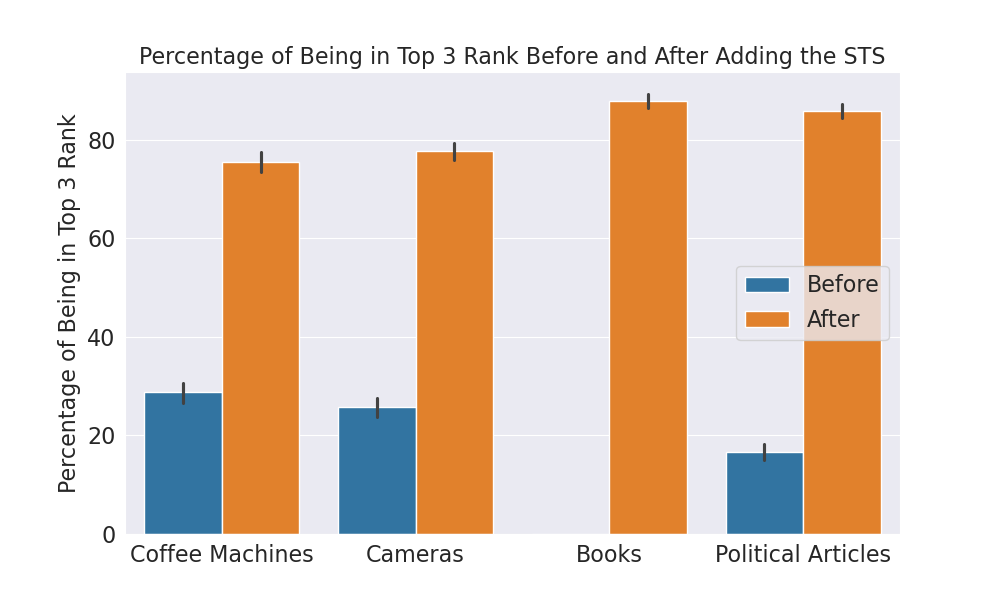 Percentage of Being in Top 3 Rank Before and After Adding the STS
Percentage of Being in Top 3 Rank
80
60
40
20
0
Before
After
Coffee Machines
Cameras
Books
Political Articles